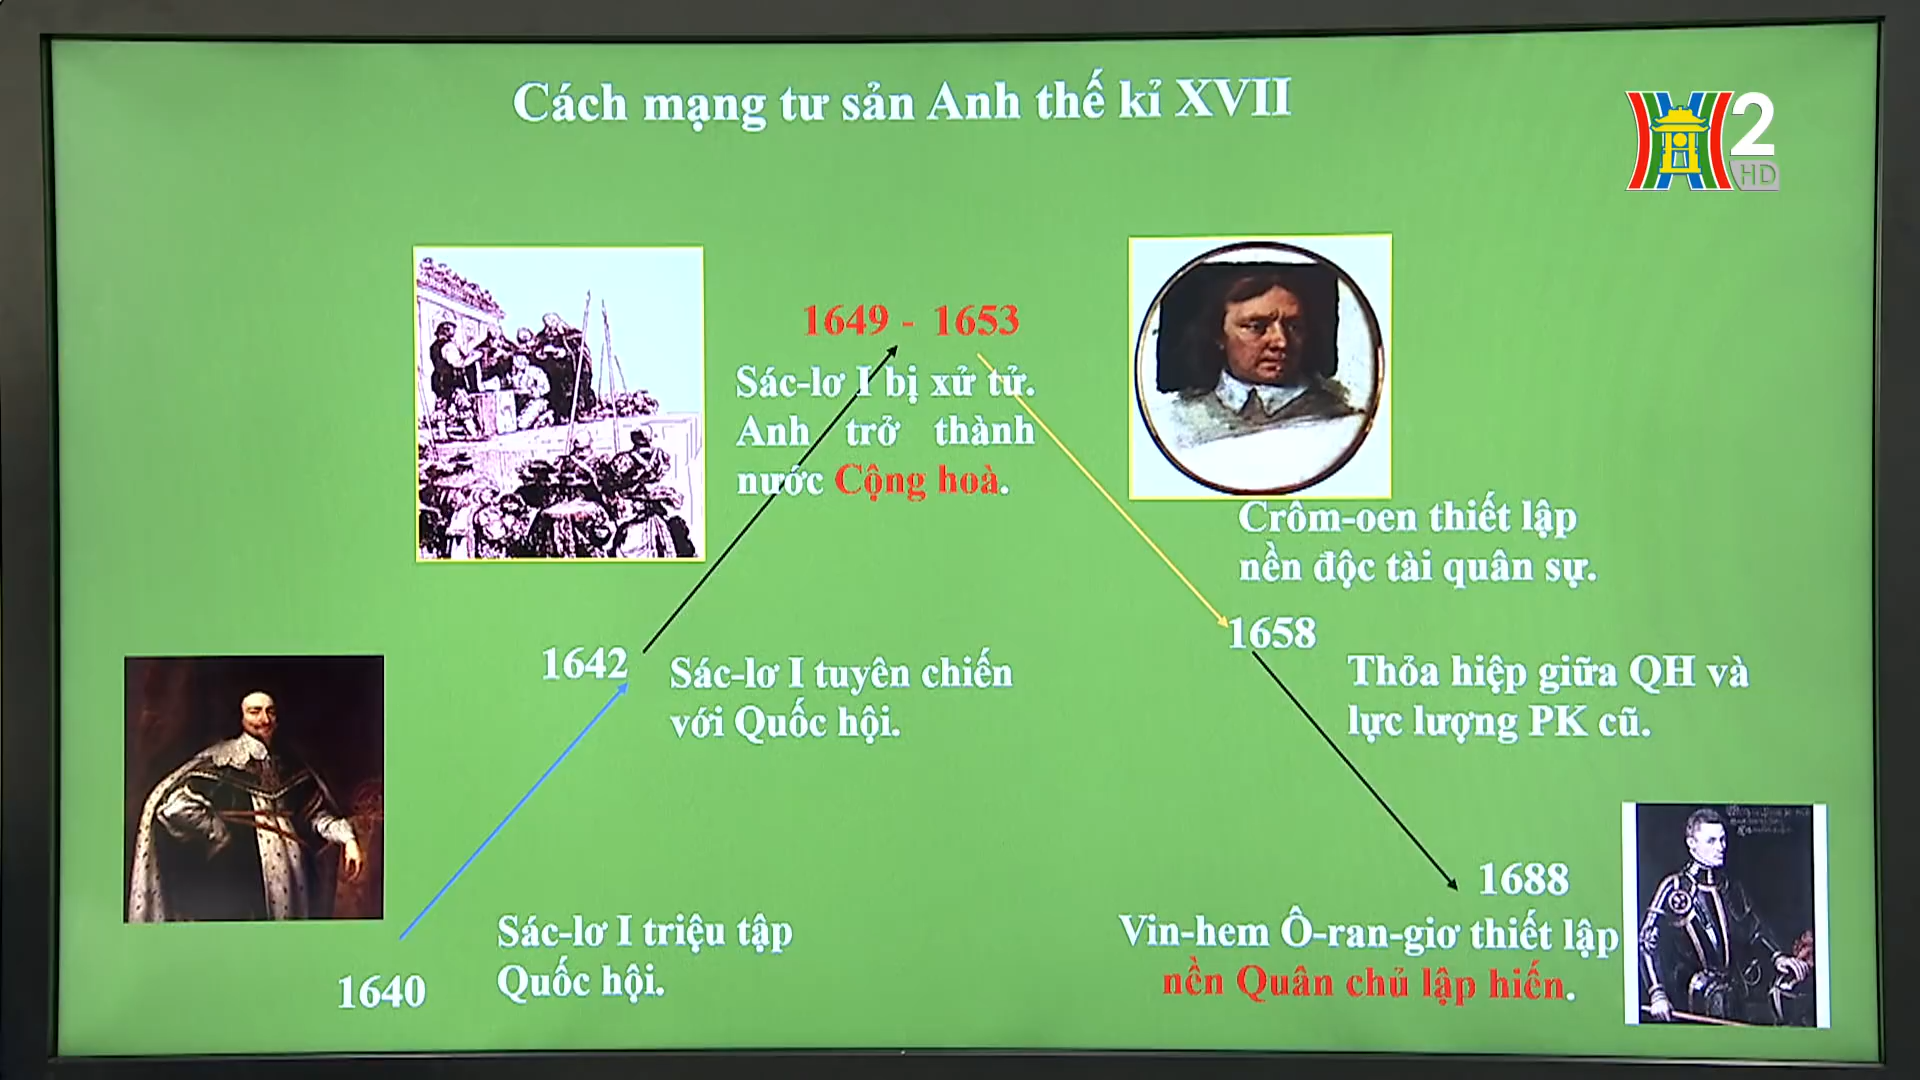 Cách mạng tư sản Anh thế kỉ XVII
2
HD
1649 - 1653
Sác-lơ I bị xử tử.
Anh trở thành
nước Cộng hoà.
Crôm-oen thiết lập
nền độc tài quân sự.
1642
Sác-lơ I tuyên chiến
với Quốc hội.
1658
Thỏa hiệp giữa QH và
lực lượng PK cũ.
1640
Sác-lơ I triệu tập
Quốc hội.
1688
Vin-hem Ô-ran-giơ thiết lập
nền Quân chủ lập hiến.